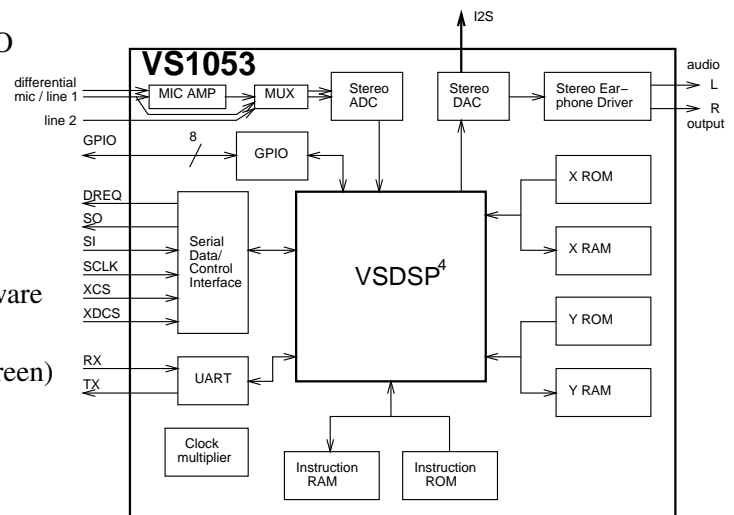 O
ware
reen)
I2S
VS1053
differential
mic / line 1
line 2
MIC AMP
MUX
Stereo
ADC
Stereo
DAC
Stereo Ear–
phone Driver
audio
L
R
output
GPIO
8
GPIO
X ROM
X RAM
DREQ
SO
SI
SCLK
XCS
XDCS
Serial
Data/
Control
Interface
VSDSP⁴
Y ROM
Y RAM
RX
TX
UART
Clock
multiplier
Instruction
RAM
Instruction
ROM